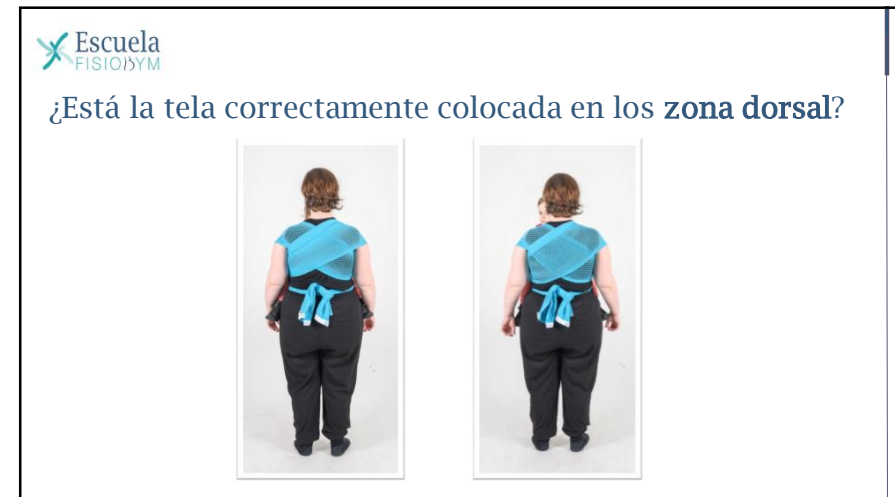 Escuela
FISIOBYM
¿Está la tela correctamente colocada en los zona dorsal?